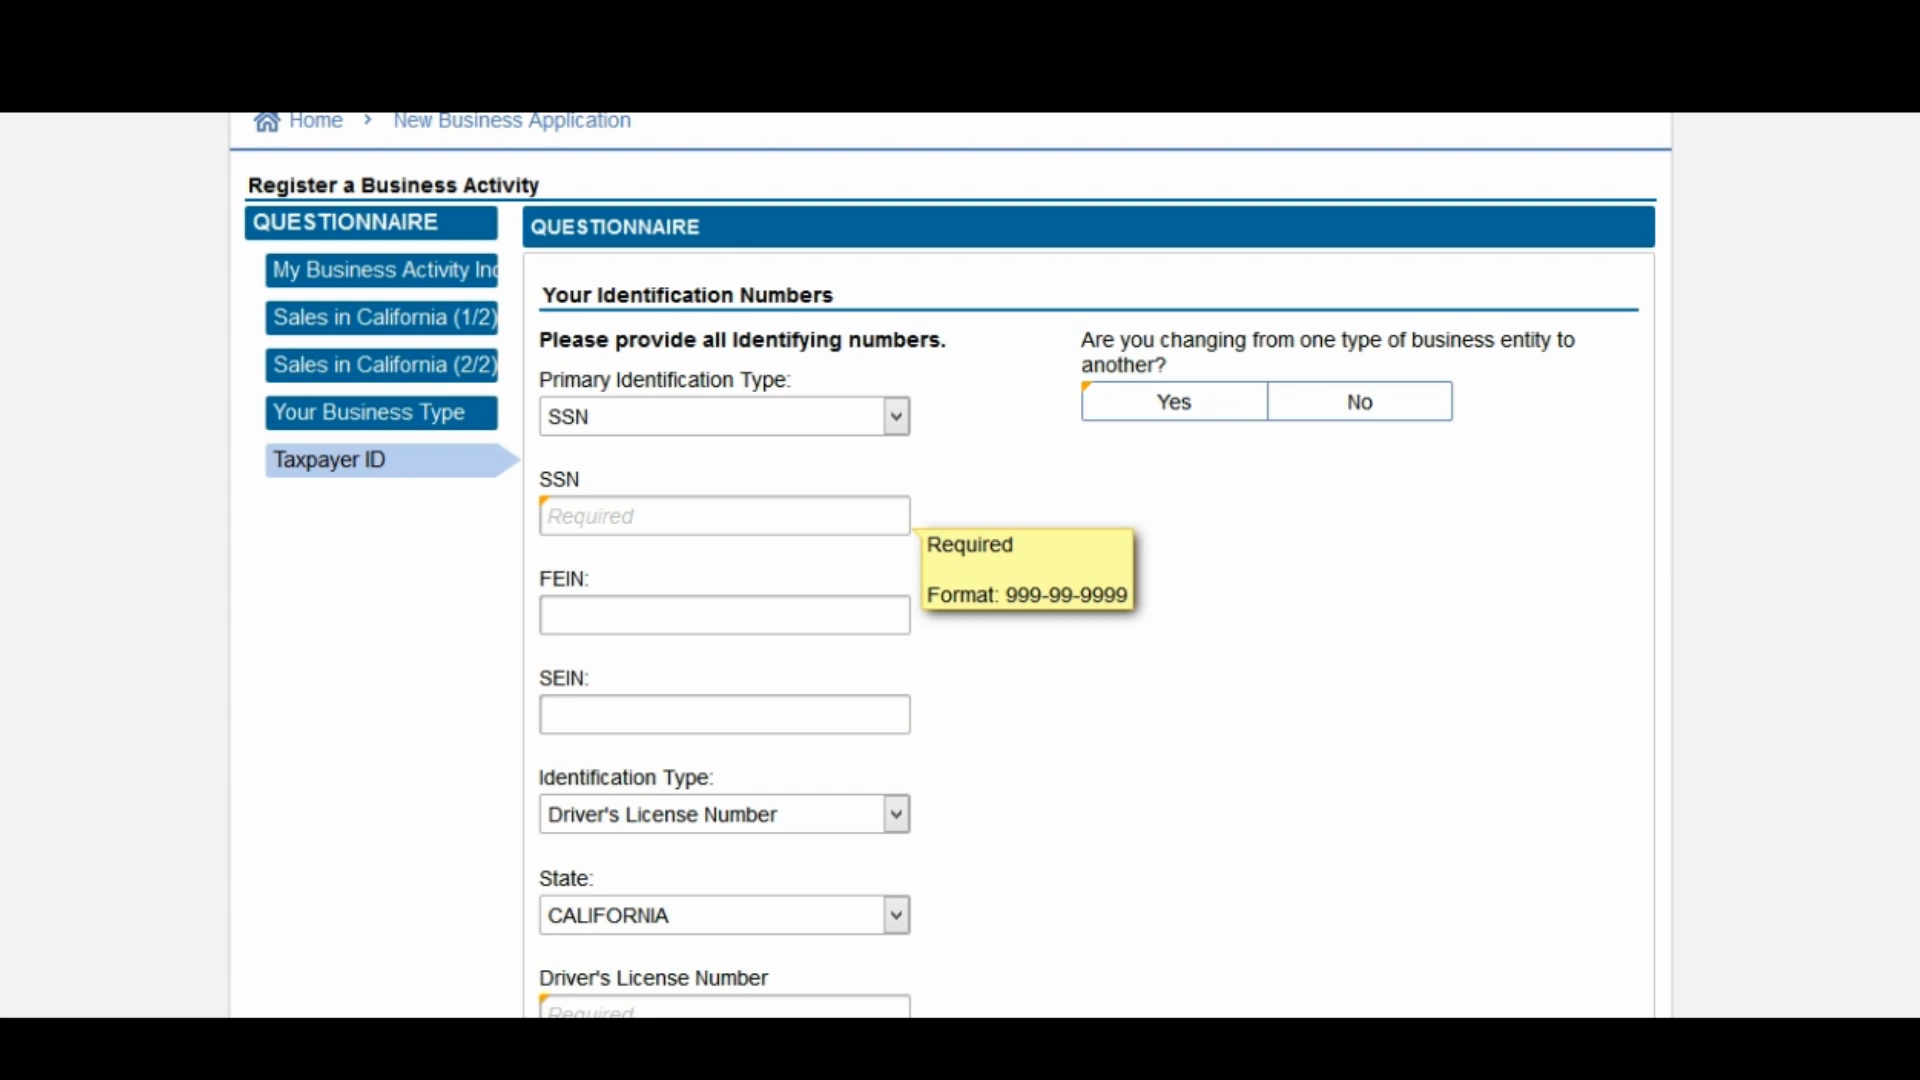 Home > New Business Application
Register a Business Activity
QUESTIONNAIRE
My Business Activity Inc
Sales in California (1/2)
Sales in California (2/2)
Your Business Type
Taxpayer ID
QUESTIONNAIRE
Your Identification Numbers
Please provide all Identifying numbers.
Primary Identification Type:
SSN
SSN
Required
Required
Format: 999-99-9999
FEIN:
SEIN:
Identification Type:
Driver's License Number
State:
CALIFORNIA
Driver's License Number
Required
Are you changing from one type of business entity to
another?
Yes No